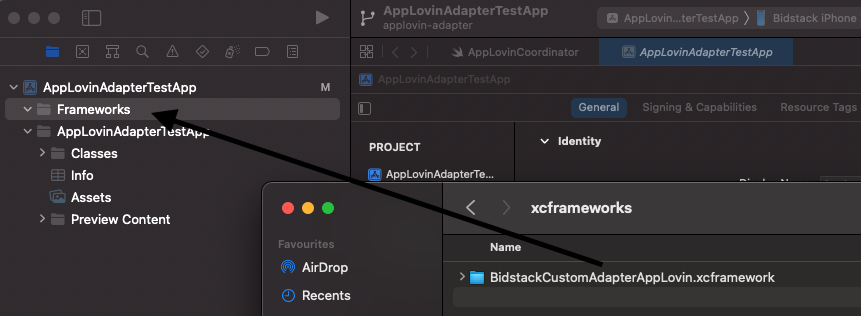 AppLovinAdapterTestApp
applovin-adapter
AppLovin...terTestApp
Bidstack iPhone
AppLovinCoordinator
AppLovinAdapterTestApp
AppLovinAdapterTestApp
M
Frameworks
AppLovinAdapterTestApp
Classes
Info
Assets
Preview Content
AppLovinAdapterTestApp
General
Signing & Capabilities
Resource Tags
PROJECT
AppLovinAdapterTe...
Identity
xcframeworks
Name
Favourites
AirDrop
Recents
BidstackCustomAdapterAppLovin.xcframework